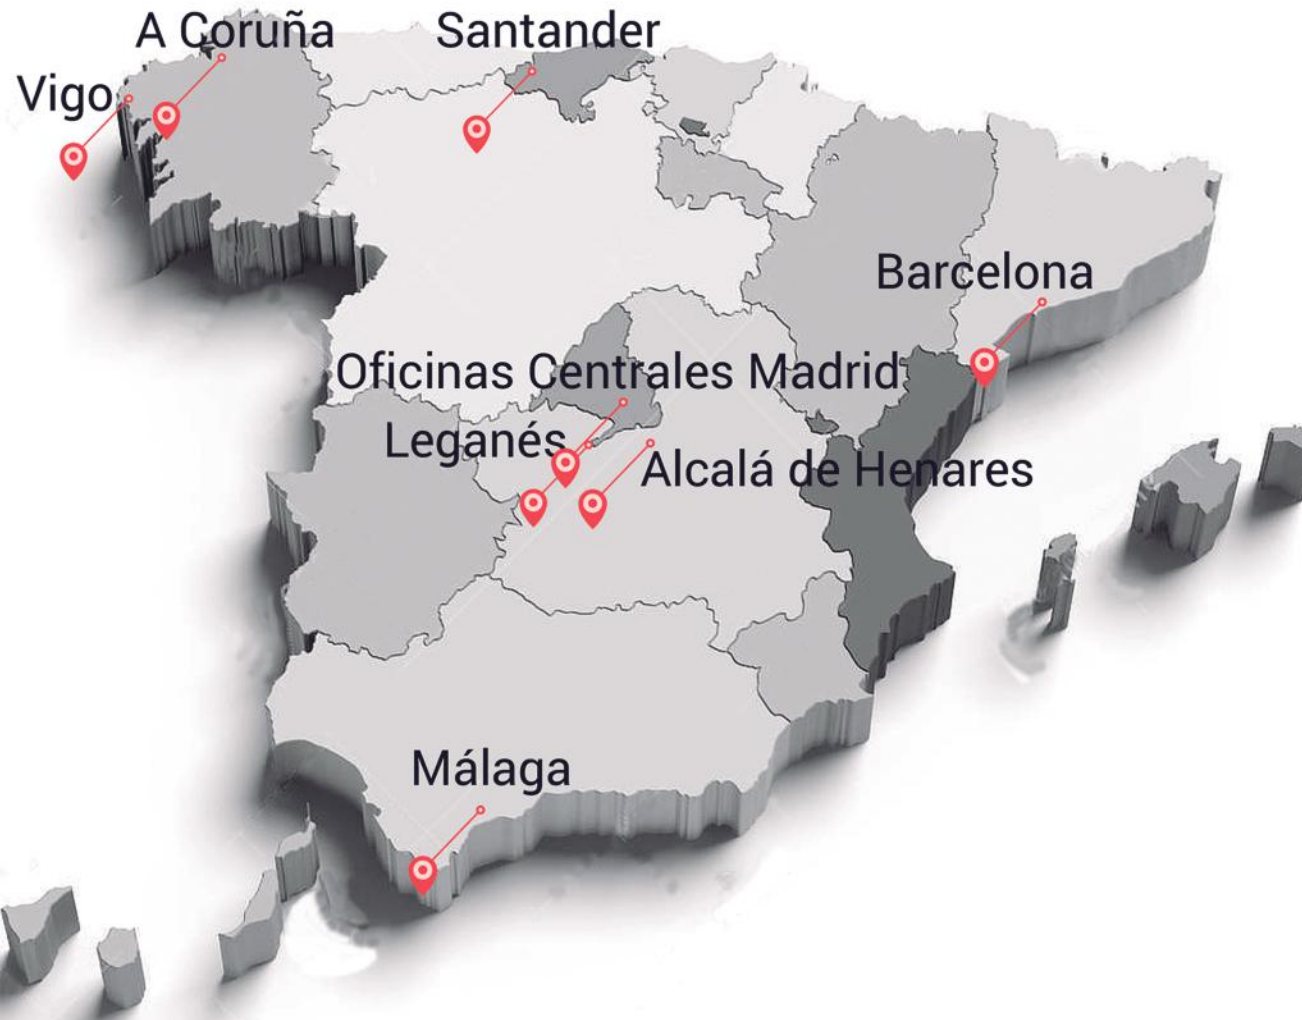 A Coruña
Santander
Vigo
Barcelona
Oficinas Centrales Madrid
Leganés
Alcalá de Henares
Málaga